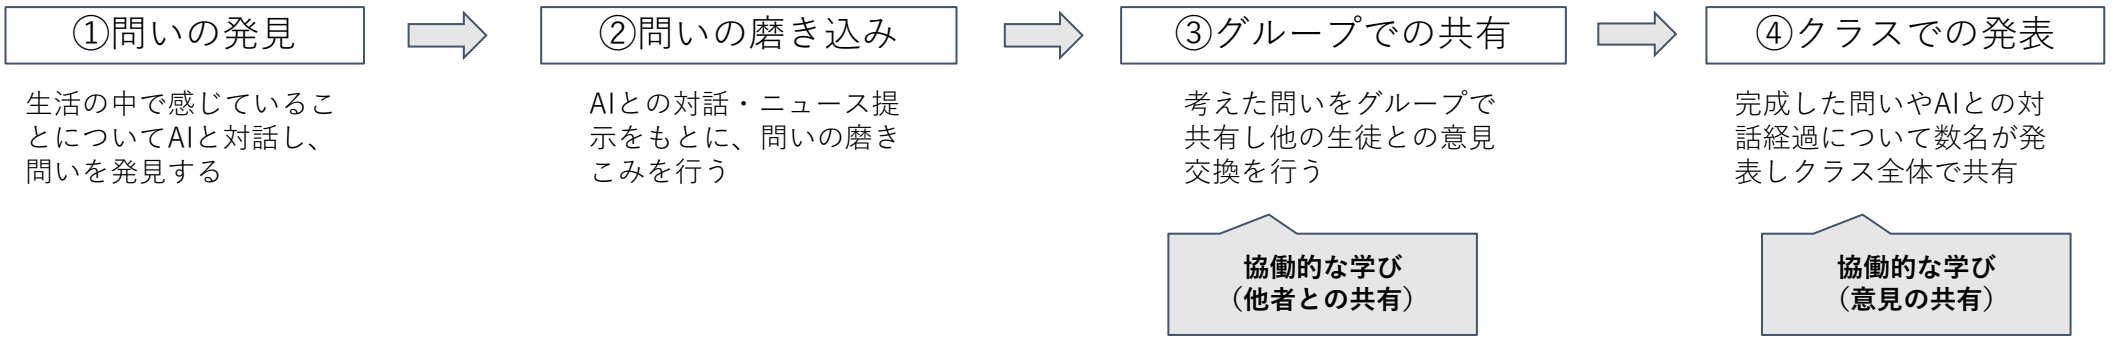 ①問いの発見
②問いの磨き込み
③グループでの共有
④クラスでの発表
生活の中で感じているこ
とについてAIと対話し、
問いを発見する
AIとの対話・ニュース提
示をもとに、問いの磨き
こみを行う
考えた問いをグループで
共有し他の生徒との意見
交換を行う
完成した問いやAIとの対
話経過について数名が発
表しクラス全体で共有
協働的な学び
（他者との共有）
協働的な学び
（意見の共有）